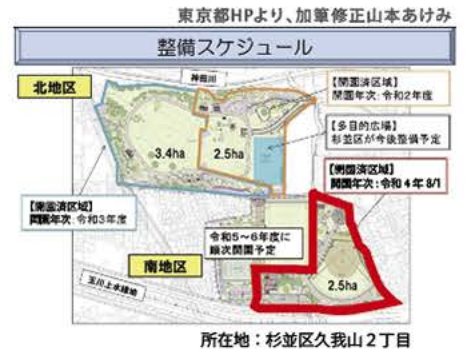 東京都HPより、加筆修正山本あけみ
整備スケジュール
神田川
北地区
【開園済区域】
開園年次:令和2年度
【多目的広場】
杉並区が今後整備予定
3.4ha
2.5ha
【開園済区域】
開園年次:令和4年8/1
【開園済区域】
開園年次:令和3年度
令和5~6年度に
順次開園予定
南地区
2.5ha
玉川上水緑地
所在地:杉並区久我山2丁目